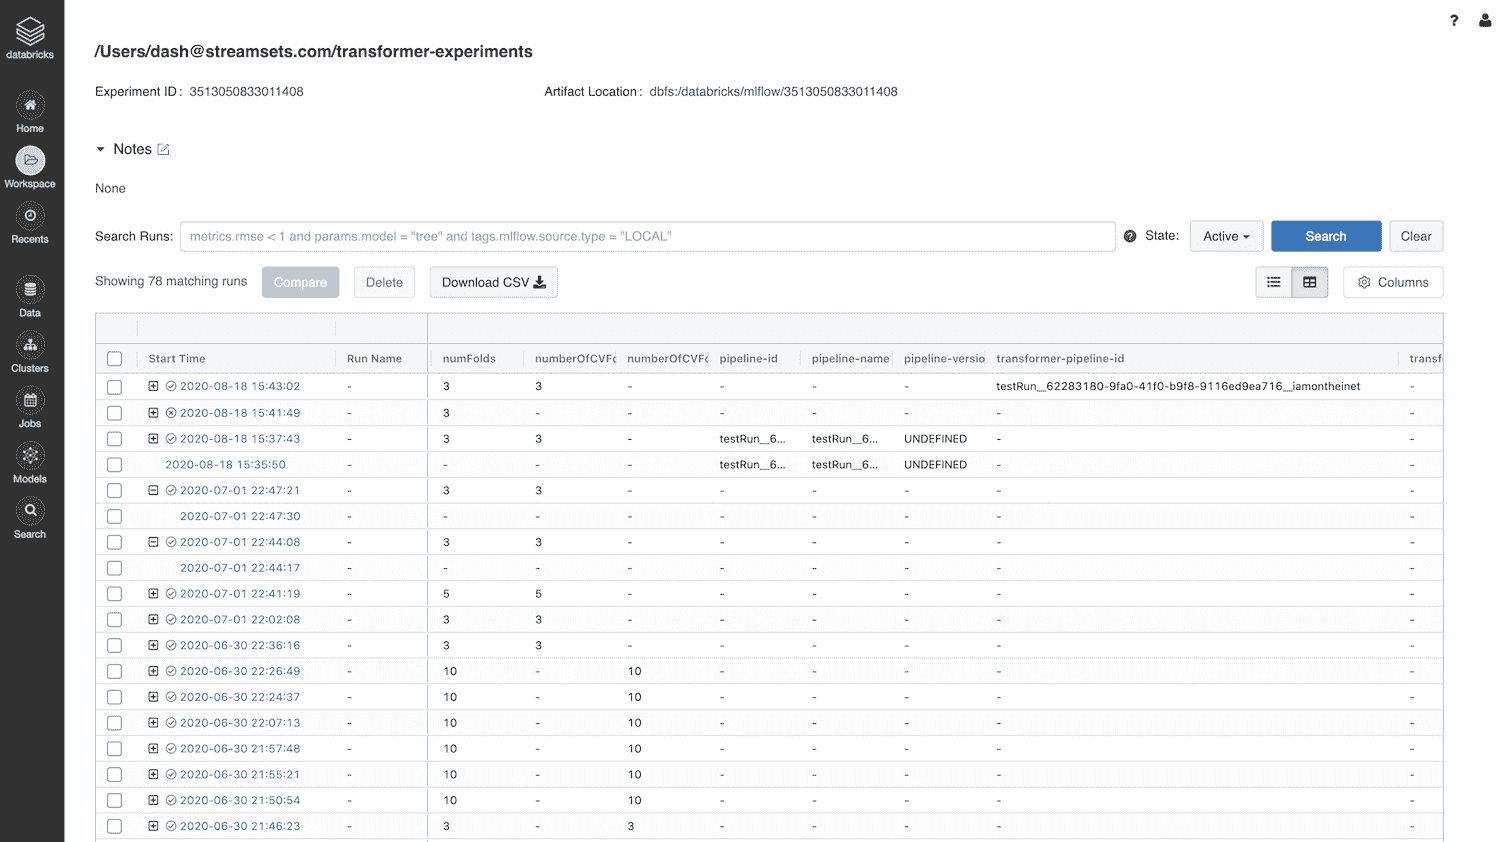 databricks
Home
Workspace
Recents
Data
Clusters
Jobs
Models
Search
?
/Users/dash@streamsets.com/transformer-experiments
Experiment ID : 3513050833011408 Artifact Location : dbfs:/databricks/mlflow/3513050833011408
Notes
None
Search Runs: metrics.rmse < 1 and params.model = "tree" and tags.mlflow.source.type = "LOCAL" ? State: Active Search Clear
Showing 78 matching runs Compare Delete Download CSV Columns
Start Time Run Name numFolds numberOfCVFo numberOfCVFo pipeline-id pipeline-name pipeline-versio transformer-pipeline-id transf
2020-08-18 15:43:02 - 3 3 - - - - testRun__62283180-9fa0-41f0-b9f8-9116ed9ea716__iamontheinet -
2020-08-18 15:41:49 - 3 - - - - - - -
2020-08-18 15:37:43 - 3 3 - testRun__6... testRun__6... UNDEFINED - -
2020-08-18 15:35:50 - - - - testRun__6... testRun__6... UNDEFINED - -
2020-07-01 22:47:21 - 3 3 - - - - - -
2020-07-01 22:47:30 - - - - - - - - -
2020-07-01 22:44:08 - 3 3 - - - - - -
2020-07-01 22:44:17 - - - - - - - - -
2020-07-01 22:41:19 - 5 5 - - - - - -
2020-07-01 22:02:08 - 3 3 - - - - - -
2020-06-30 22:36:16 - 3 3 - - - - - -
2020-06-30 22:26:49 - 10 - 10 - - - - -
2020-06-30 22:24:37 - 10 - 10 - - - - -
2020-06-30 22:07:13 - 10 - 10 - - - - -
2020-06-30 21:57:48 - 10 - 10 - - - - -
2020-06-30 21:55:21 - 10 - 10 - - - - -
2020-06-30 21:50:54 - 10 - 10 - - - - -
2020-06-30 21:46:23 - 3 - 3 - - - - -